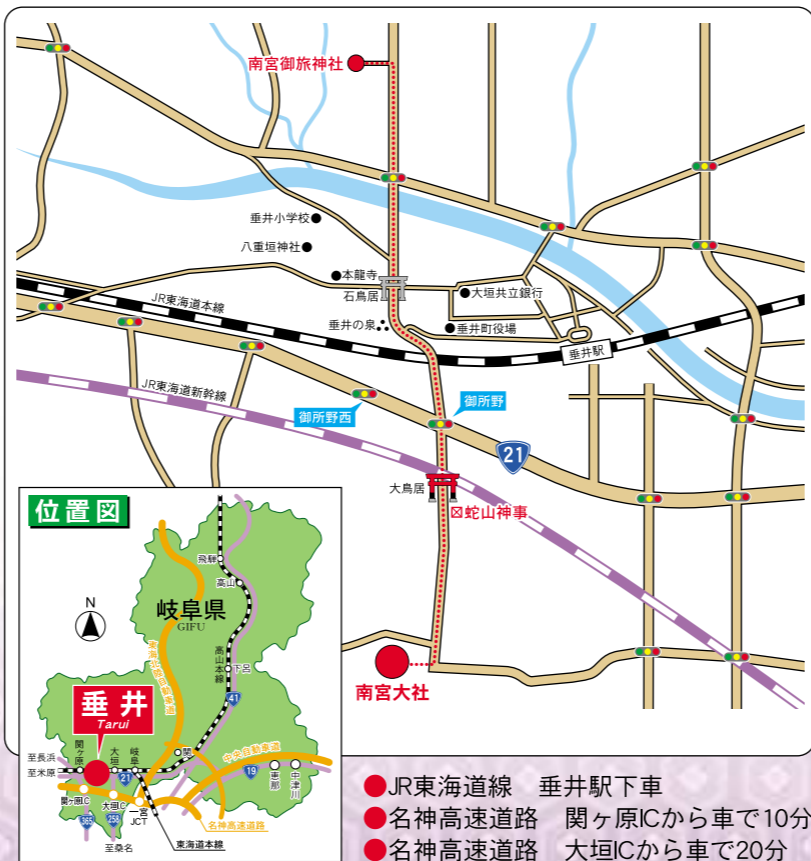 南宮御旅神社
垂井小学校
八重垣神社
本龍寺
石鳥居
大垣共立銀行
JR東海道本線
垂井の泉
垂井町役場
垂井駅
JR東海道新幹線
御所野西
御所野
21
大鳥居
蛇山神事
南宮大社
位置図
N
飛騨
高山
岐阜県
GIFU
東海北陸自動車道
高山本線
下呂
41
垂井
Tarui
関ヶ原
大垣
岐阜
関
中央自動車道
至長浜
至米原
21
19
恵那
中津川
関ヶ原IC
大垣IC
一宮
JCT
名神高速道路
365
258
至桑名
東海道本線
●JR東海道線 垂井駅下車
●名神高速道路 関ヶ原ICから車で10分
●名神高速道路 大垣ICから車で20分